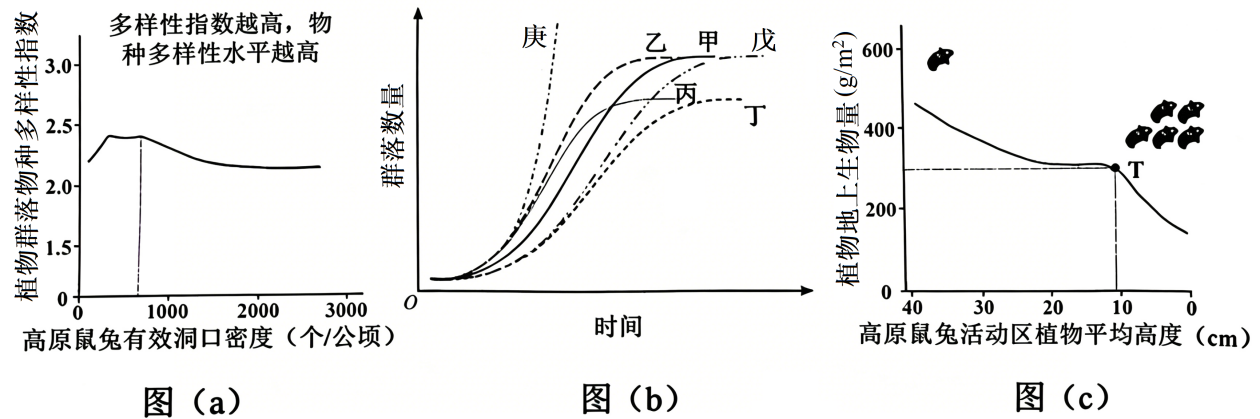 多样性指数越高，物
种多样性水平越高
植物群落物种多样性指数
3.0
2.5
2.0
1.5
0
1000
2000
3000
高原鼠兔有效洞口密度（个/公顷）
图（a）
群落数量
庚
乙
甲
戊
丙
丁
O
时间
图（b）
植物地上生物量(g/m²)
600
400
200
0
T
40
30
20
10
0
高原鼠兔活动区植物平均高度（cm）
图（c）